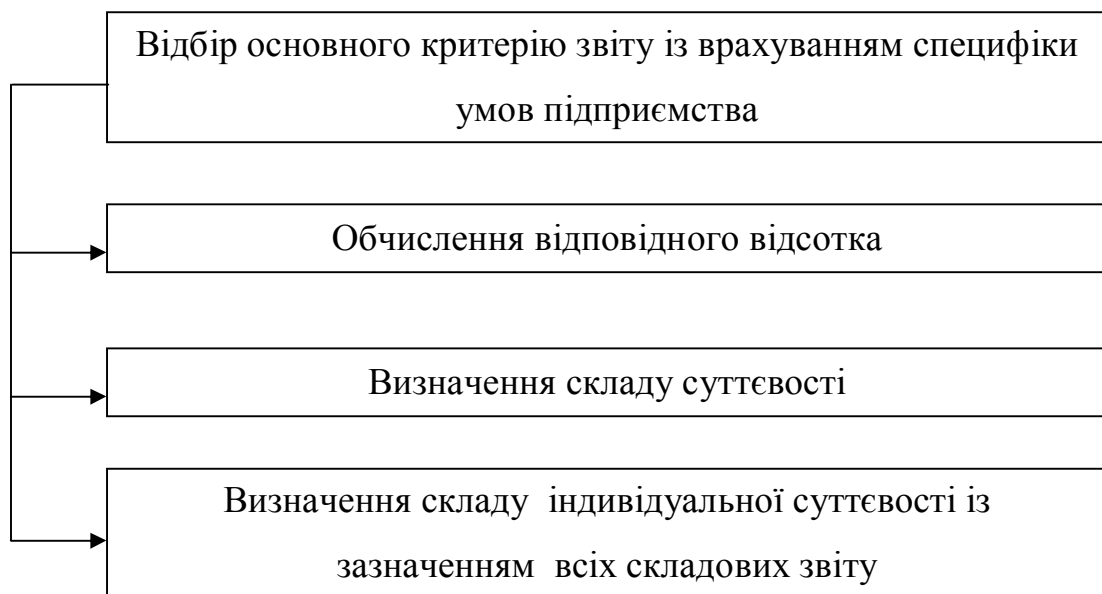 Відбір основного критерію звіту із врахуванням специфіки
умов підприємства
Обчислення відповідного відсотка
Визначення складу суттєвості
Визначення складу індивідуальної суттєвості із
зазначенням всіх складових звіту